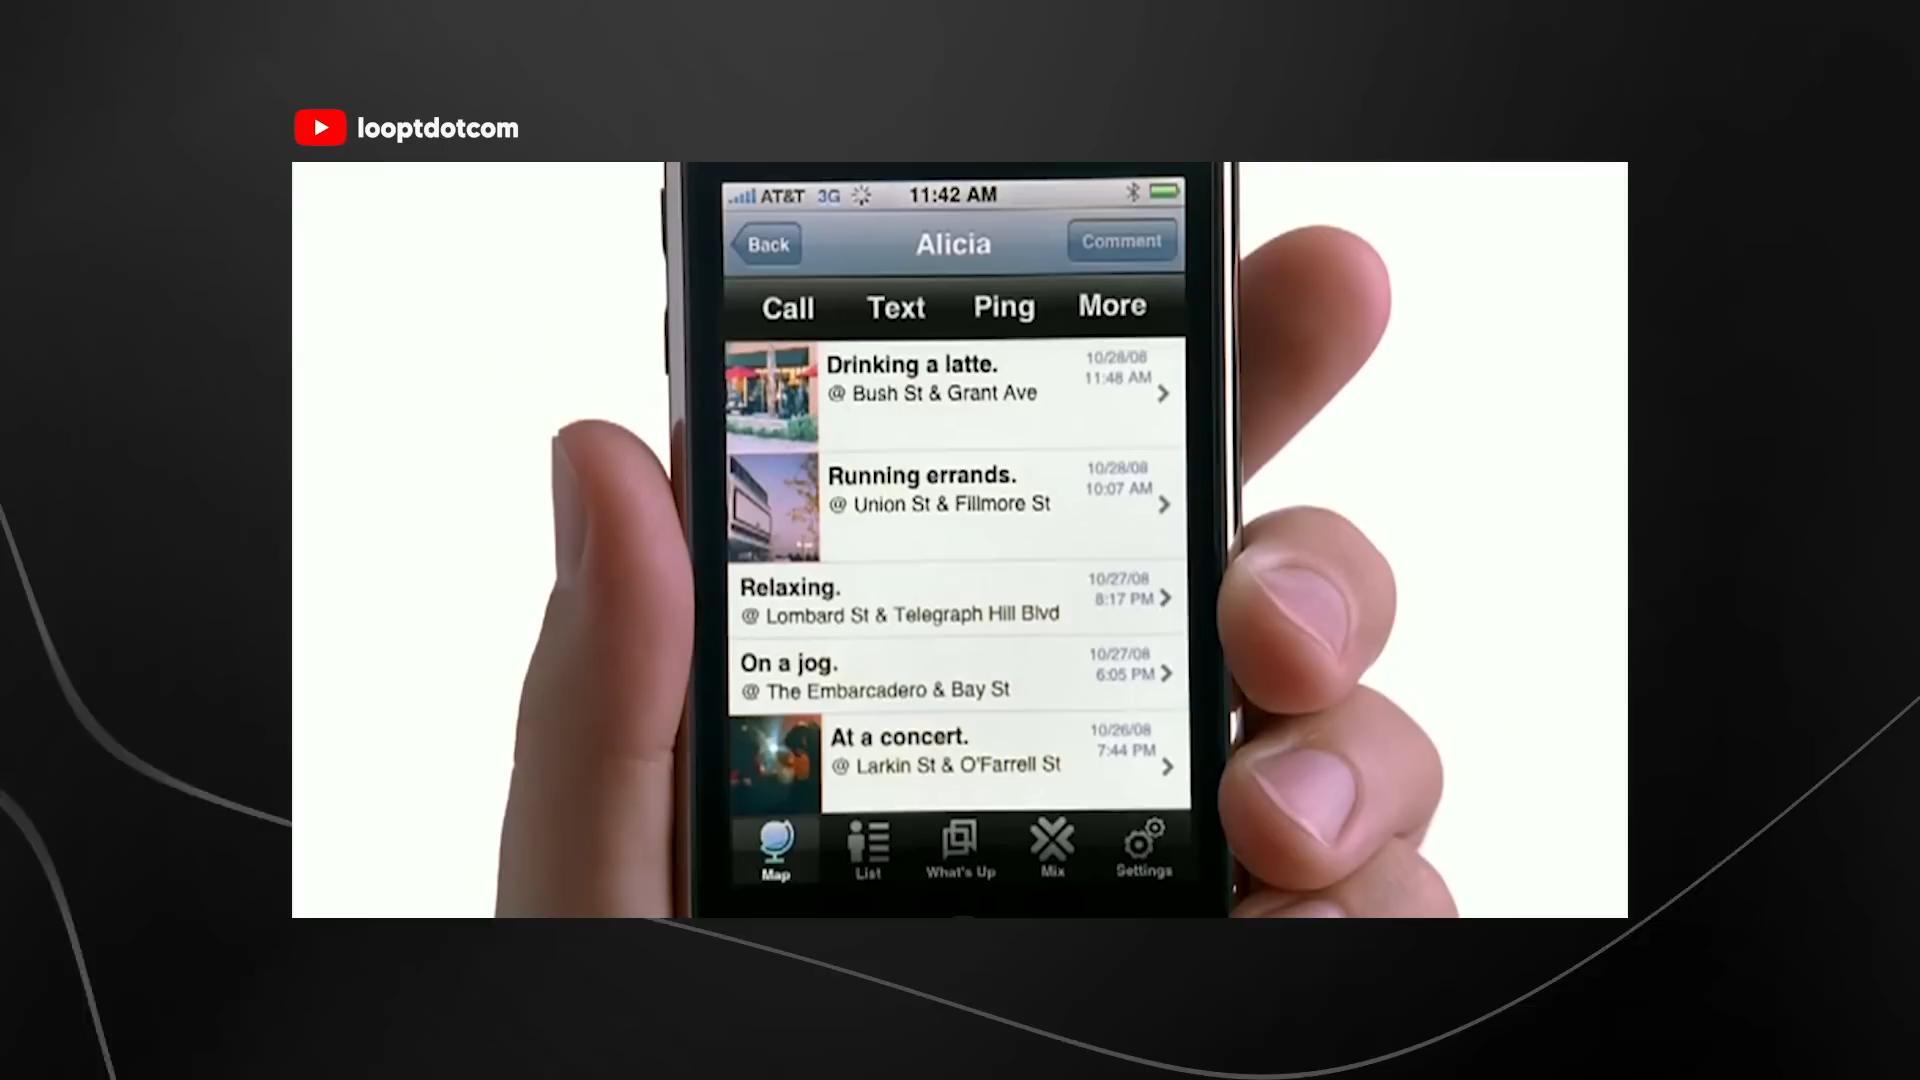 looptdotcom
AT&T 3G 11:42 AM
Back
Alicia
Comment
Call Text Ping More
Drinking a latte.
@ Bush St & Grant Ave
10/28/08
11:48 AM
Running errands.
@ Union St & Fillmore St
10/28/08
10:07 AM
Relaxing.
@ Lombard St & Telegraph Hill Blvd
10/27/08
8:17 PM
On a jog.
@ The Embarcadero & Bay St
10/27/08
6:05 PM
At a concert.
@ Larkin St & O'Farrell St
10/26/08
7:44 PM
Map List What's Up Mix Settings